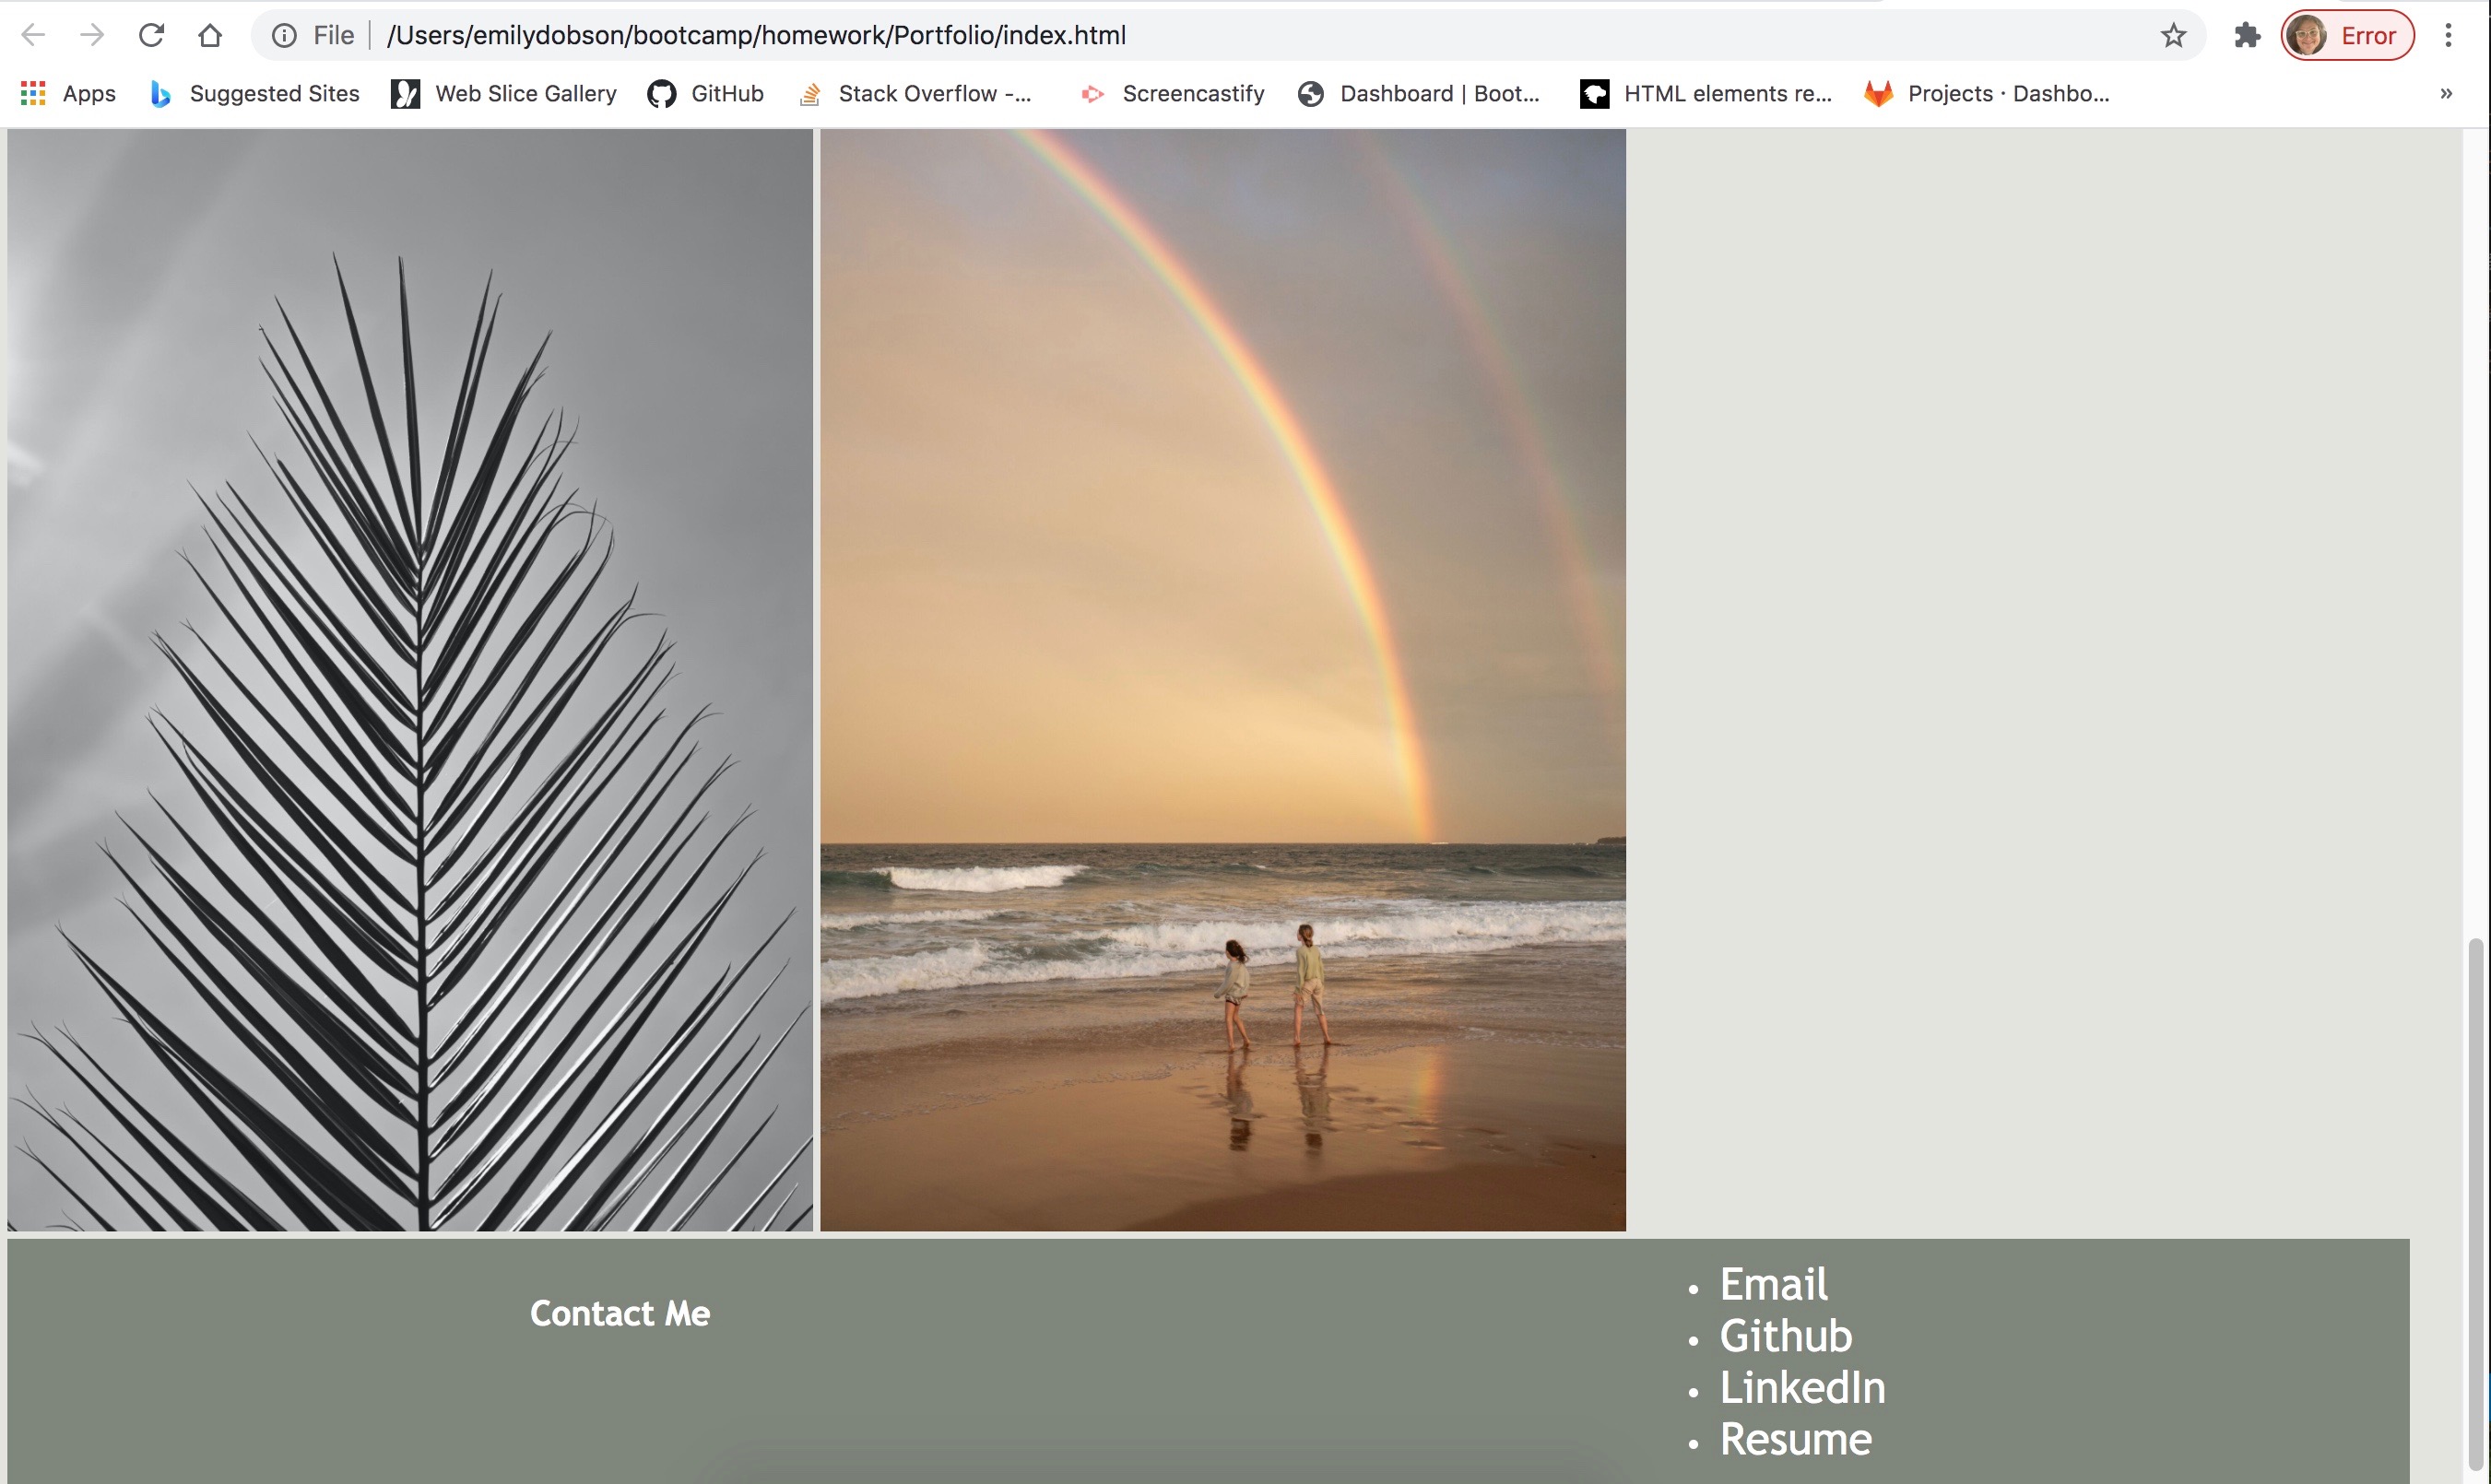 File /Users/emilydobson/bootcamp/homework/Portfolio/index.html Error
Apps Suggested Sites Web Slice Gallery GitHub Stack Overflow -... Screencastify Dashboard | Boot... HTML elements re... Projects · Dashbo... »
Contact Me
• Email
• Github
• LinkedIn
• Resume